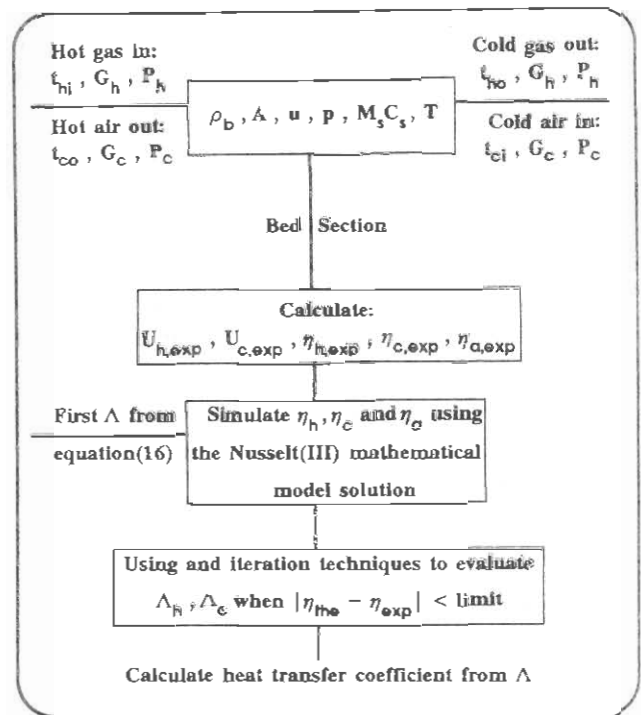 Hot gas in:
t_hi , G_h , P_h
Hot air out:
t_co , G_c , P_c
ρ_b , A , u , p , M_s C_s , T
Cold gas out:
t_ho , G_h , P_h
Cold air in:
t_ci , G_c , P_c
Bed Section
Calculate:
U_h,exp , U_c,exp , η_h,exp , η_c,exp , η_a,exp
First Λ from
equation(16)
Simulate η_h , η_c and η_a using
the Nusselt(III) mathematical
model solution
Using and iteration techniques to evaluate
Λ_h , Λ_c when |η_the − η_exp| < limit
Calculate heat transfer coefficient from Λ